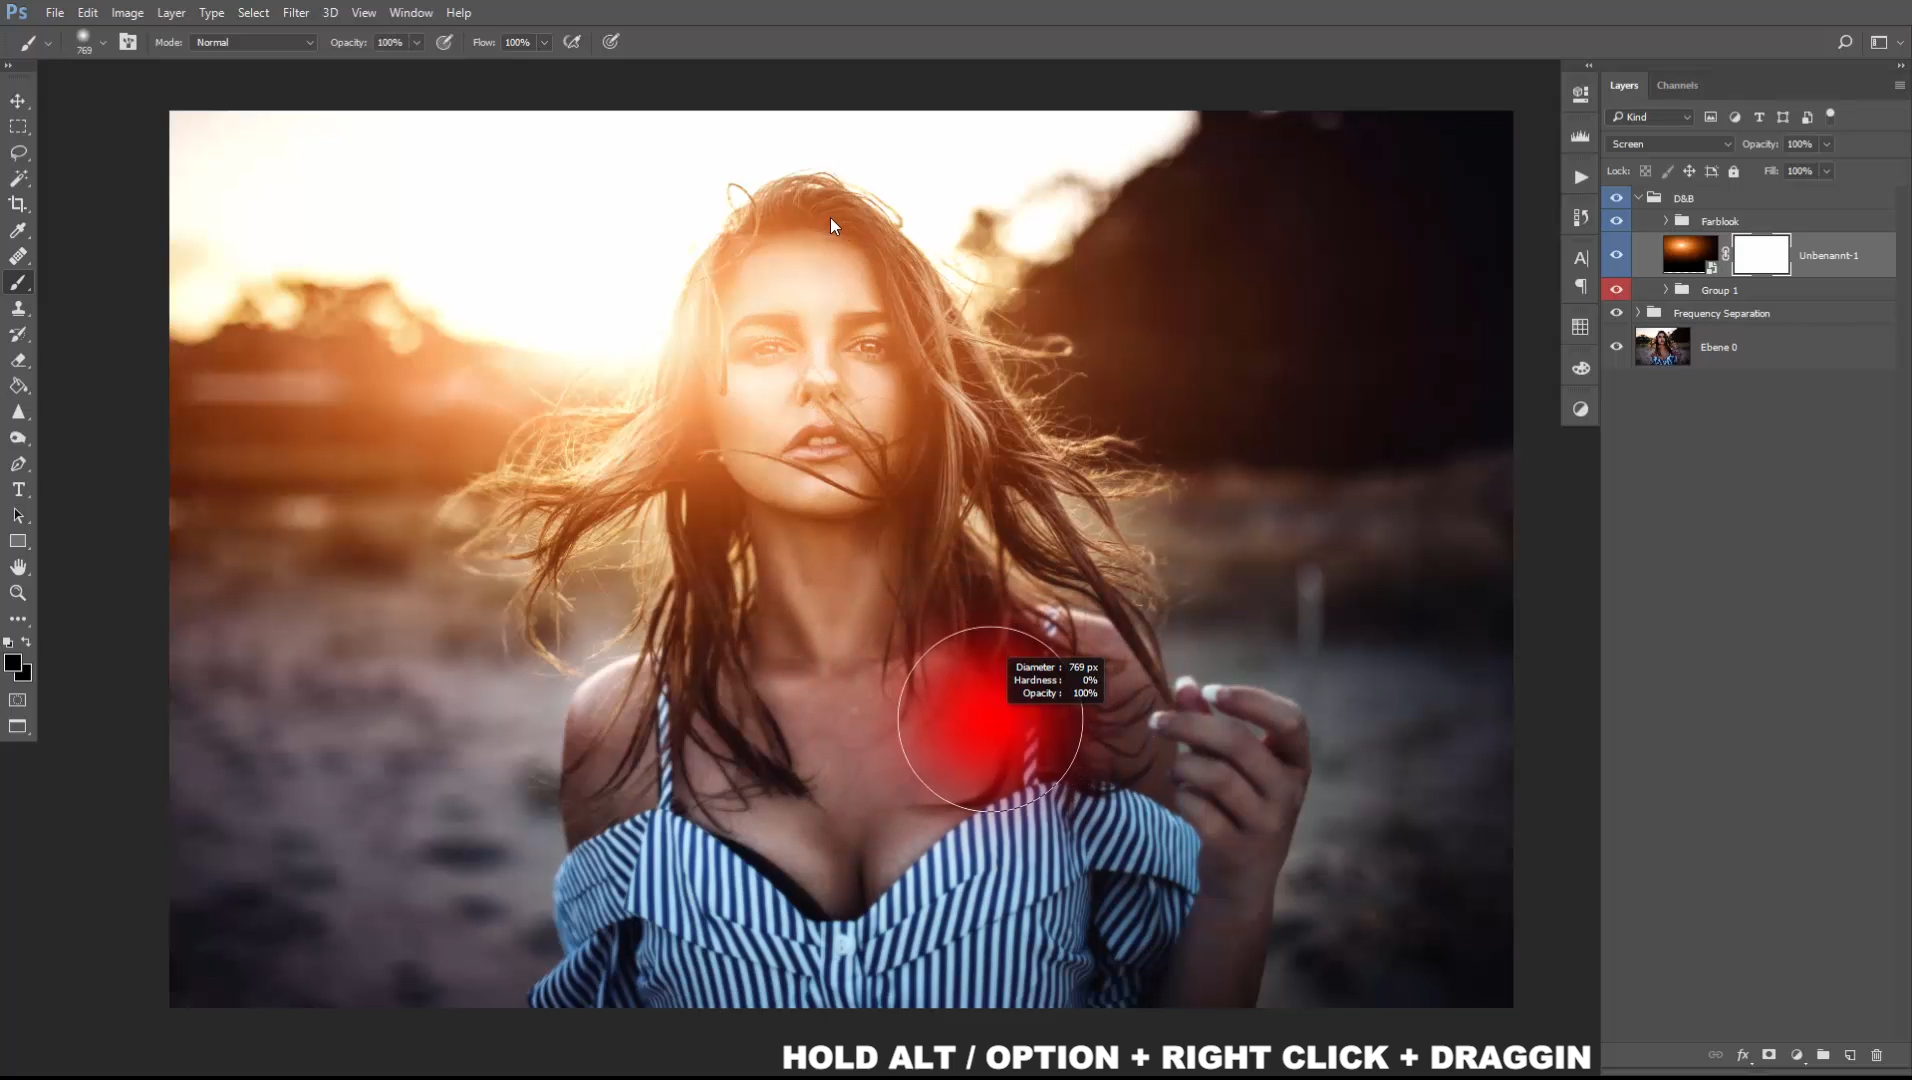 Ps File Edit Image Layer Type Select Filter 3D View Window Help
769 Mode: Normal Opacity: 100% Flow: 100%
Layers Channels
Kind
Screen Opacity: 100%
Lock: Fill: 100%
D&B
Farblook
Unbenannt-1
Group 1
Frequency Separation
Ebene 0
Diameter : 769 px
Hardness : 0%
Opacity : 100%
HOLD ALT / OPTION + RIGHT CLICK + DRAGGIN